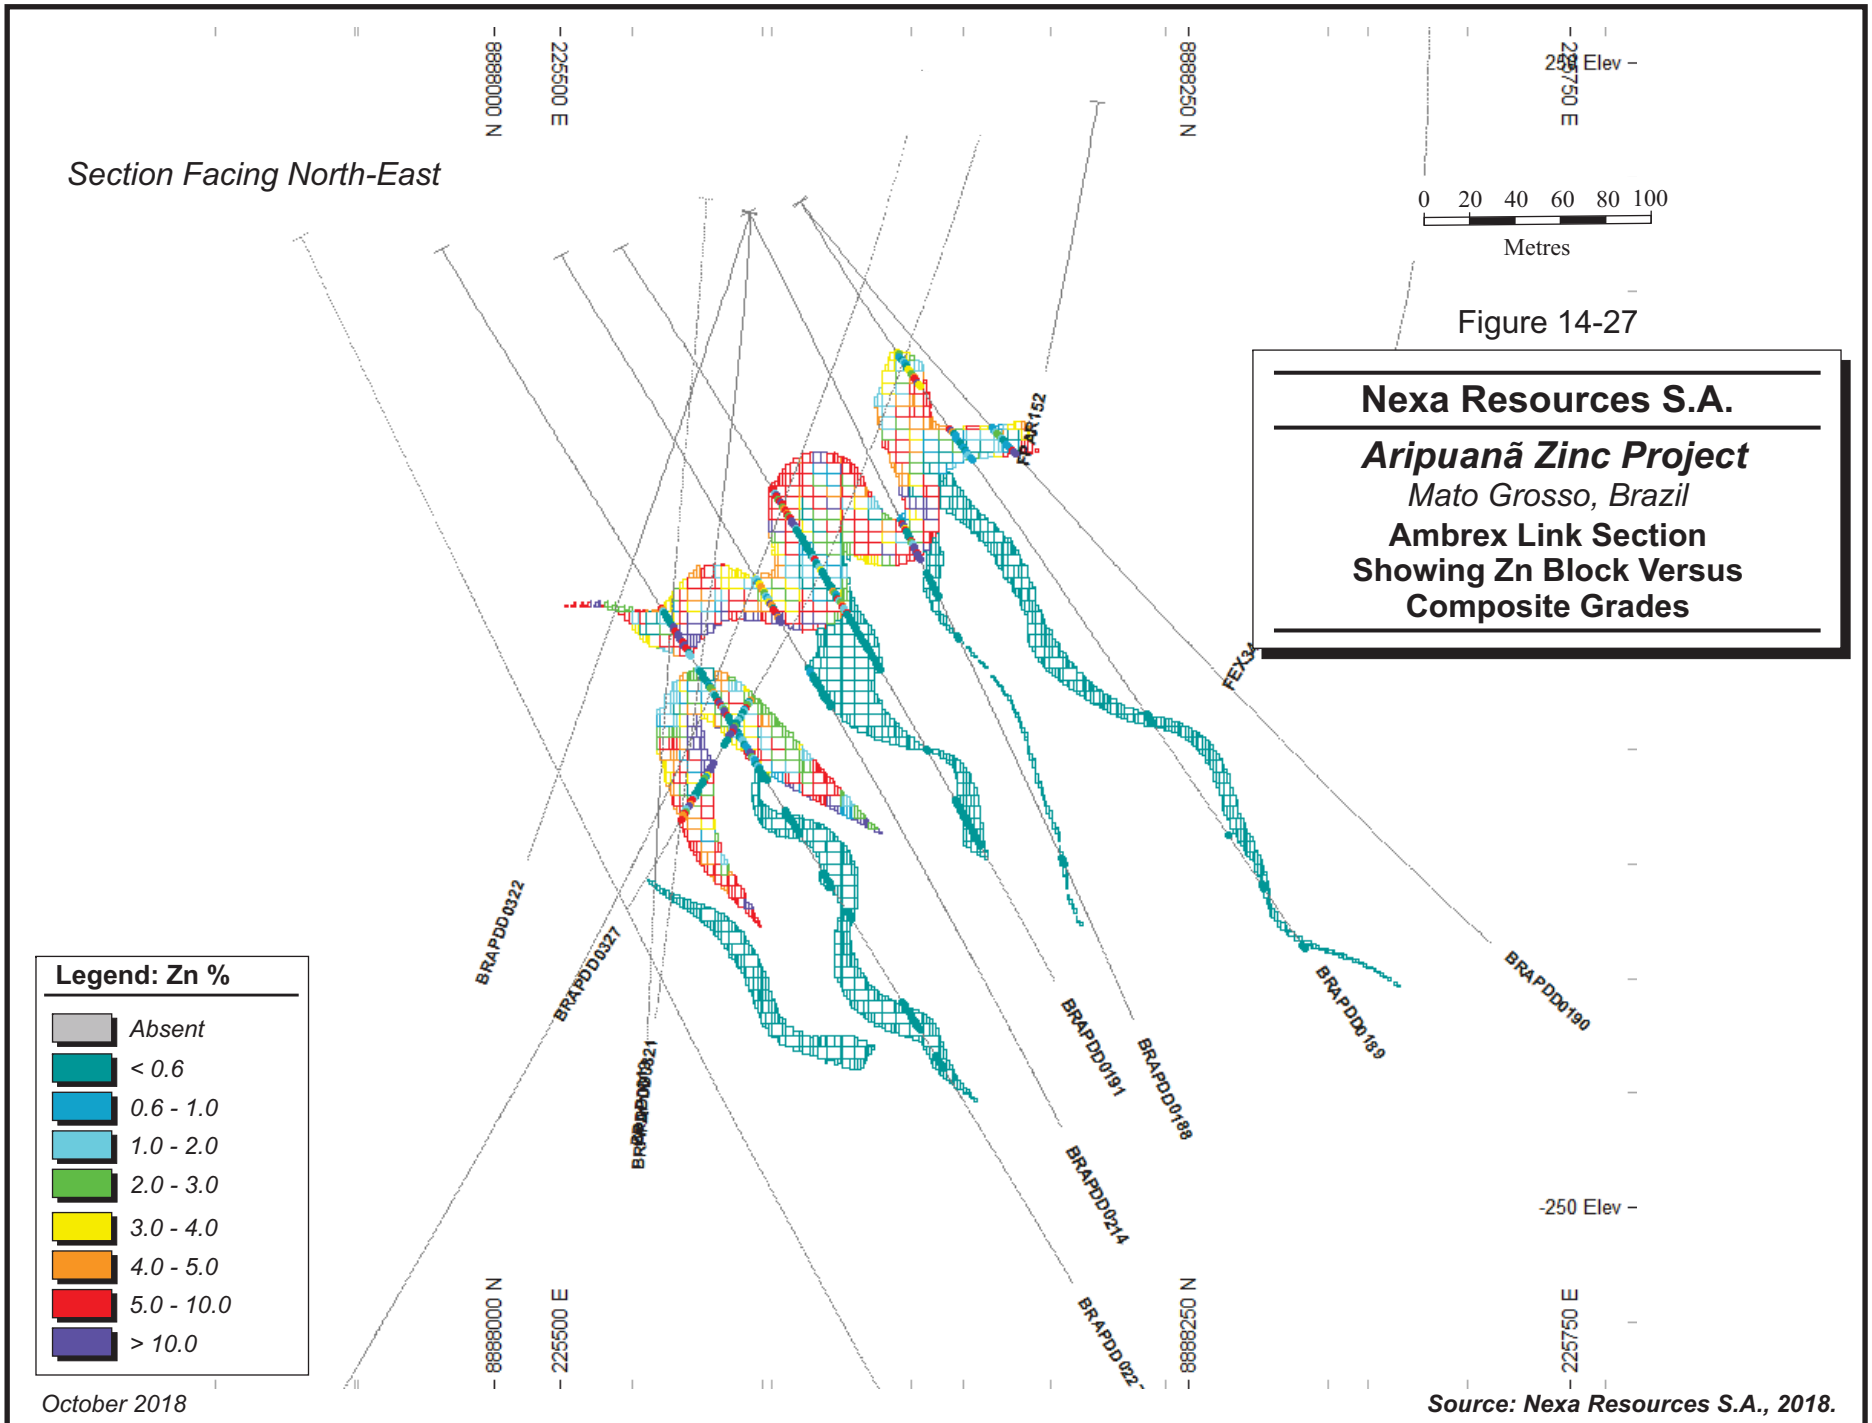 8888000 N
225500 E
8888250 N
225750 E
250 Elev
Section Facing North-East
0 20 40 60 80 100
Metres
Figure 14-27
Nexa Resources S.A.
Aripuanã Zinc Project
Mato Grosso, Brazil
Ambrex Link Section
Showing Zn Block Versus
Composite Grades
BRAPDD0322
BRAPDD0327
BRAPDD0191
BRAPDD0188
BRAPDD0189
BRAPDD0190
BRAPDD0214
-250 Elev
Legend: Zn %
Absent
< 0.6
0.6 - 1.0
1.0 - 2.0
2.0 - 3.0
3.0 - 4.0
4.0 - 5.0
5.0 - 10.0
> 10.0
8888000 N
225500 E
8888250 N
225750 E
October 2018
Source: Nexa Resources S.A., 2018.